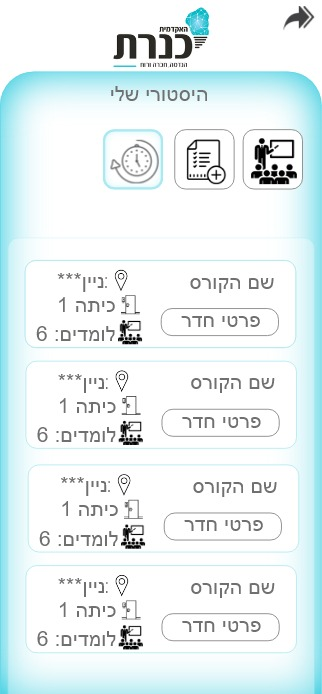 האקדמית
כנרת
הנדסה, חברה ורוח
היסטורי שלי
שם הקורס
פרטי חדר
ניין***:
כיתה 1
לומדים: 6
שם הקורס
פרטי חדר
ניין***:
כיתה 1
לומדים: 6
שם הקורס
פרטי חדר
ניין***:
כיתה 1
לומדים: 6
שם הקורס
פרטי חדר
ניין***:
כיתה 1
לומדים: 6